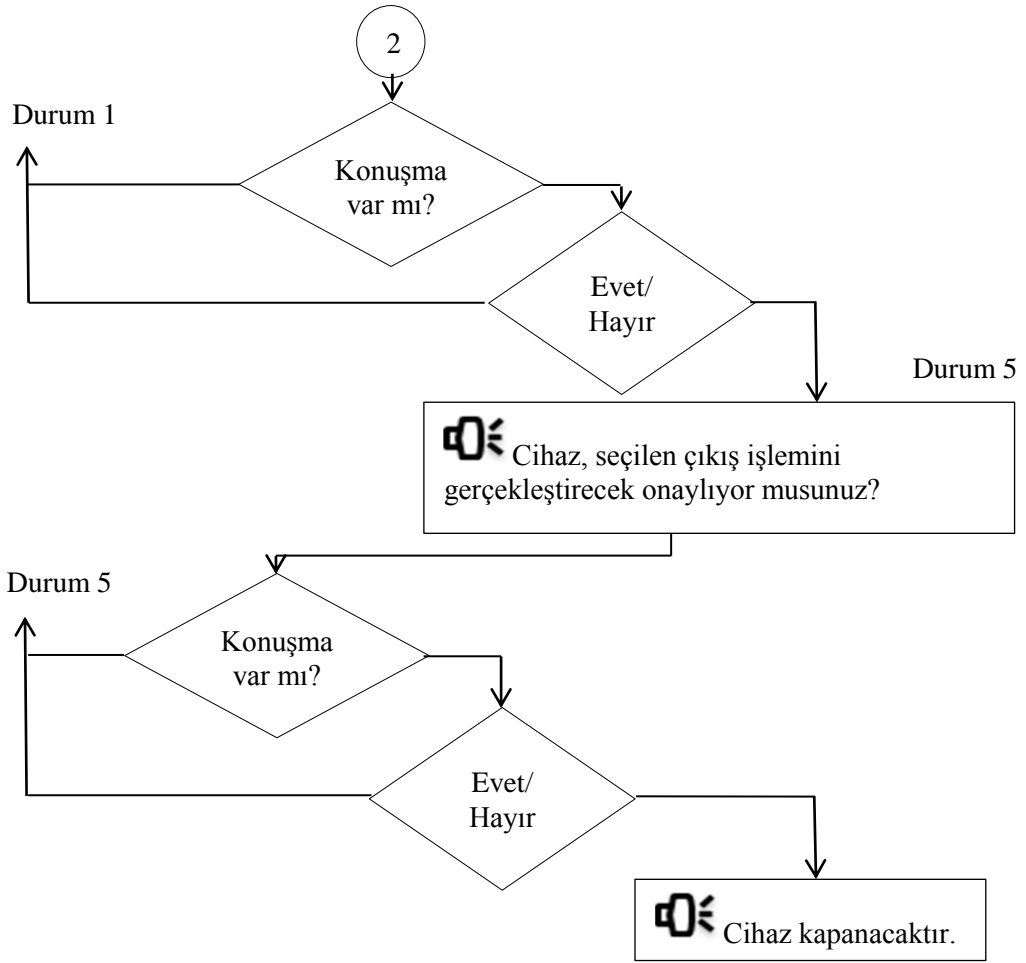 2
Durum 1
Konuşma
var mı?
Evet/
Hayır
Durum 5
Cihaz, seçilen çıkış işlemini
gerçekleştirecek onaylıyor musunuz?
Durum 5
Konuşma
var mı?
Evet/
Hayır
Cihaz kapanacaktır.